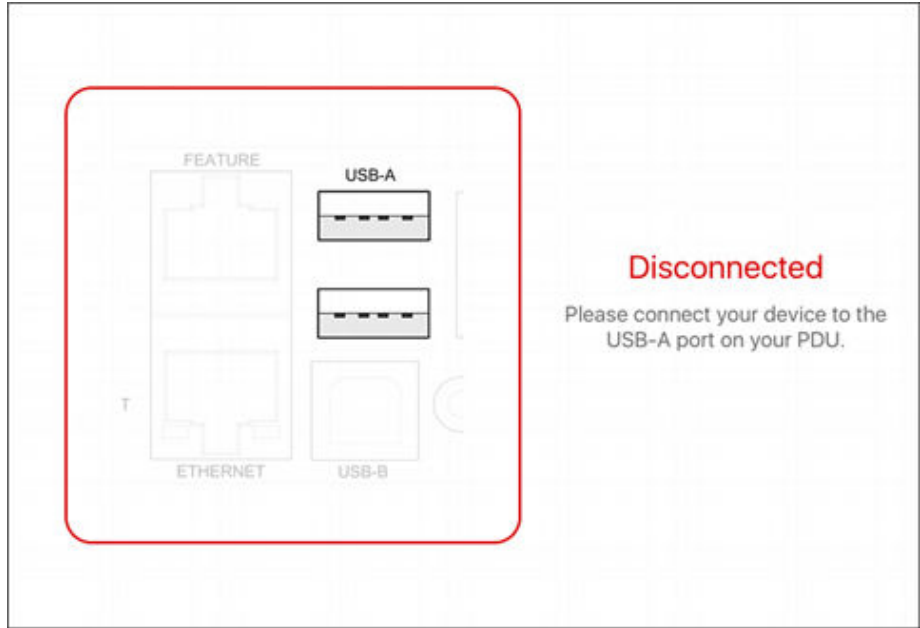 FEATURE
USB-A
Disconnected
Please connect your device to the
USB-A port on your PDU.
T
ETHERNET
USB-B